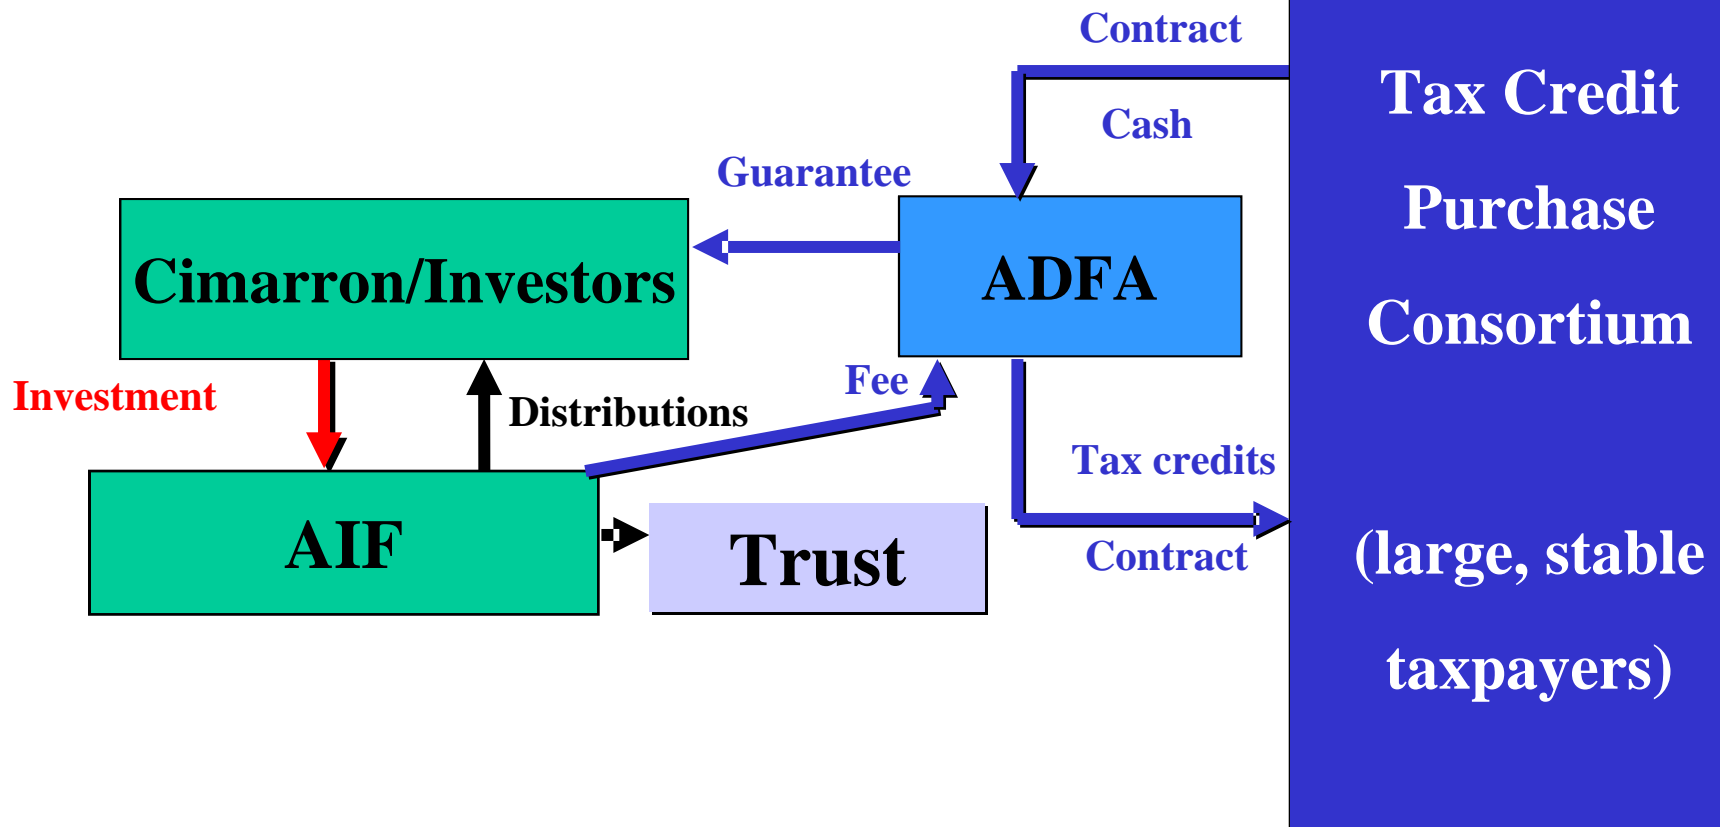 Contract
Tax Credit
Cash
Purchase
Guarantee
Cimarron/Investors
ADFA
Consortium
Investment
Distributions
Fee
Tax credits
AIF
Trust
Contract
(large, stable
taxpayers)